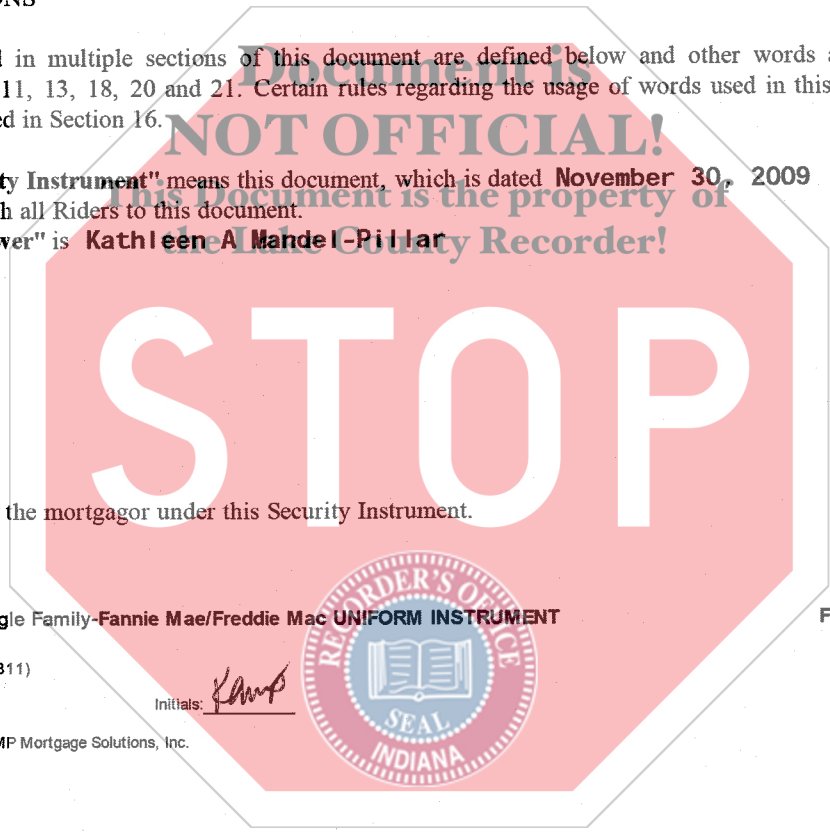 ONS
in multiple sections of this document are defined below and other words
11, 13, 18, 20 and 21. Certain rules regarding the usage of words used in this
ed in Section 16.
Document is
NOT OFFICIAL!
This Document is the property of
the Lake County Recorder!
ty Instrument" means this document, which is dated November 30, 2009
h all Riders to this document.
wer" is Kathleen A Mandel-Pillar
STOP
the mortgagor under this Security Instrument.
gle Family-Fannie Mae/Freddie Mac UNIFORM INSTRUMENT F
311)
Initials: Kamp
MP Mortgage Solutions, Inc.
RECORDER'S OFFICE
SEAL
INDIANA